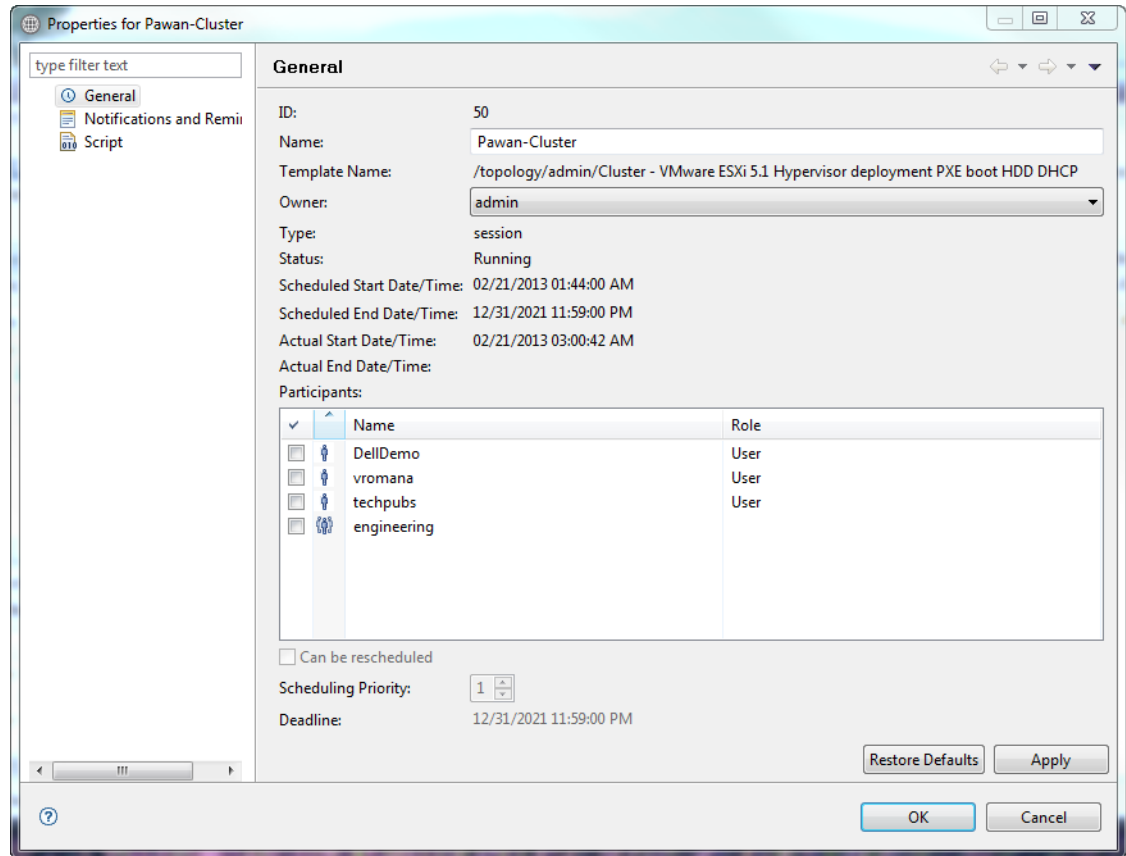 Properties for Pawan-Cluster
type filter text
General
Notifications and Remi
Script
General
ID: 50
Name: Pawan-Cluster
Template Name: /topology/admin/Cluster - VMware ESXi 5.1 Hypervisor deployment PXE boot HDD DHCP
Owner: admin
Type: session
Status: Running
Scheduled Start Date/Time: 02/21/2013 01:44:00 AM
Scheduled End Date/Time: 12/31/2021 11:59:00 PM
Actual Start Date/Time: 02/21/2013 03:00:42 AM
Actual End Date/Time:
Participants:
Name Role
DellDemo User
vromana User
techpubs User
engineering
Can be rescheduled
Scheduling Priority: 1
Deadline: 12/31/2021 11:59:00 PM
Restore Defaults Apply
OK Cancel